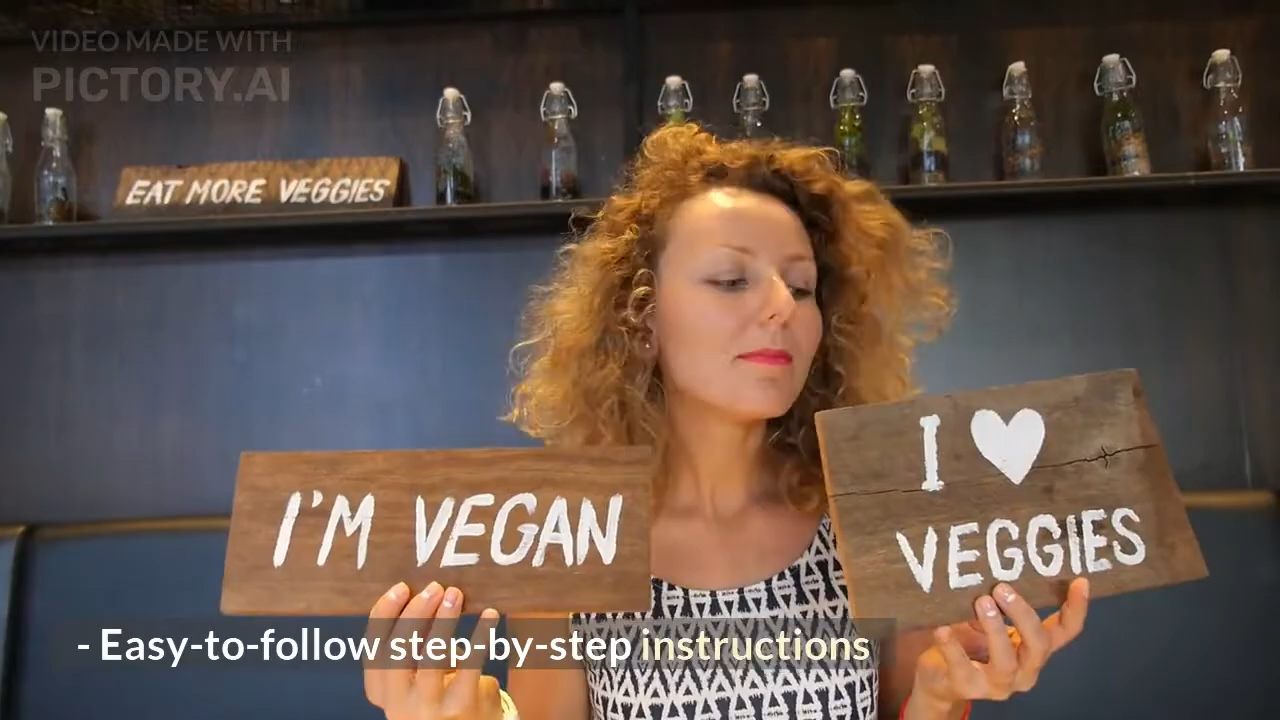 VIDEO MADE WITH
PICTORY.AI
EAT MORE VEGGIES
I'M VEGAN
I ♥
VEGGIES
- Easy-to-follow step-by-step instructions